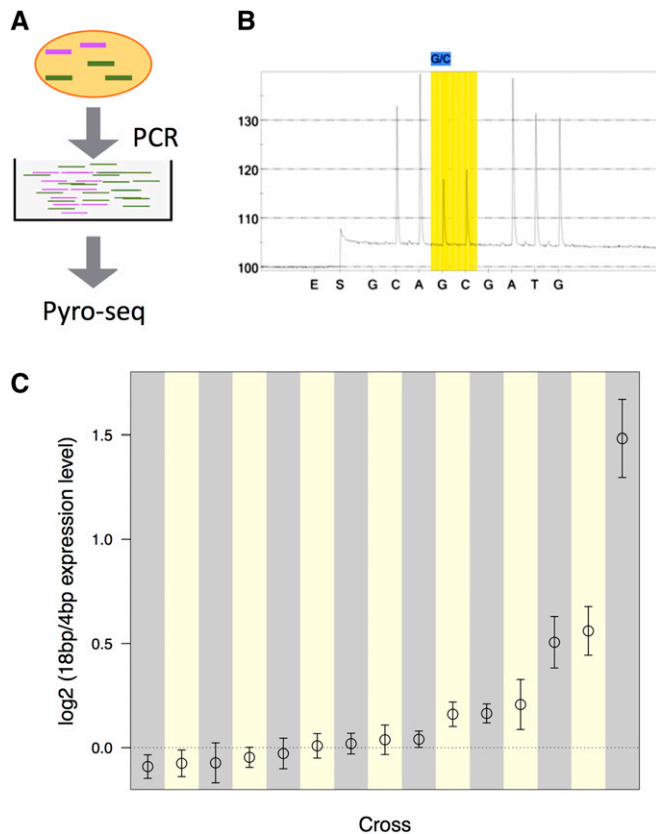 A
PCR
Pyro-seq
B
G/C
130
120
110
100
E S G C A G C G A T G
C
log2 (18bp/4bp expression level)
1.5
1.0
0.5
0.0
Cross